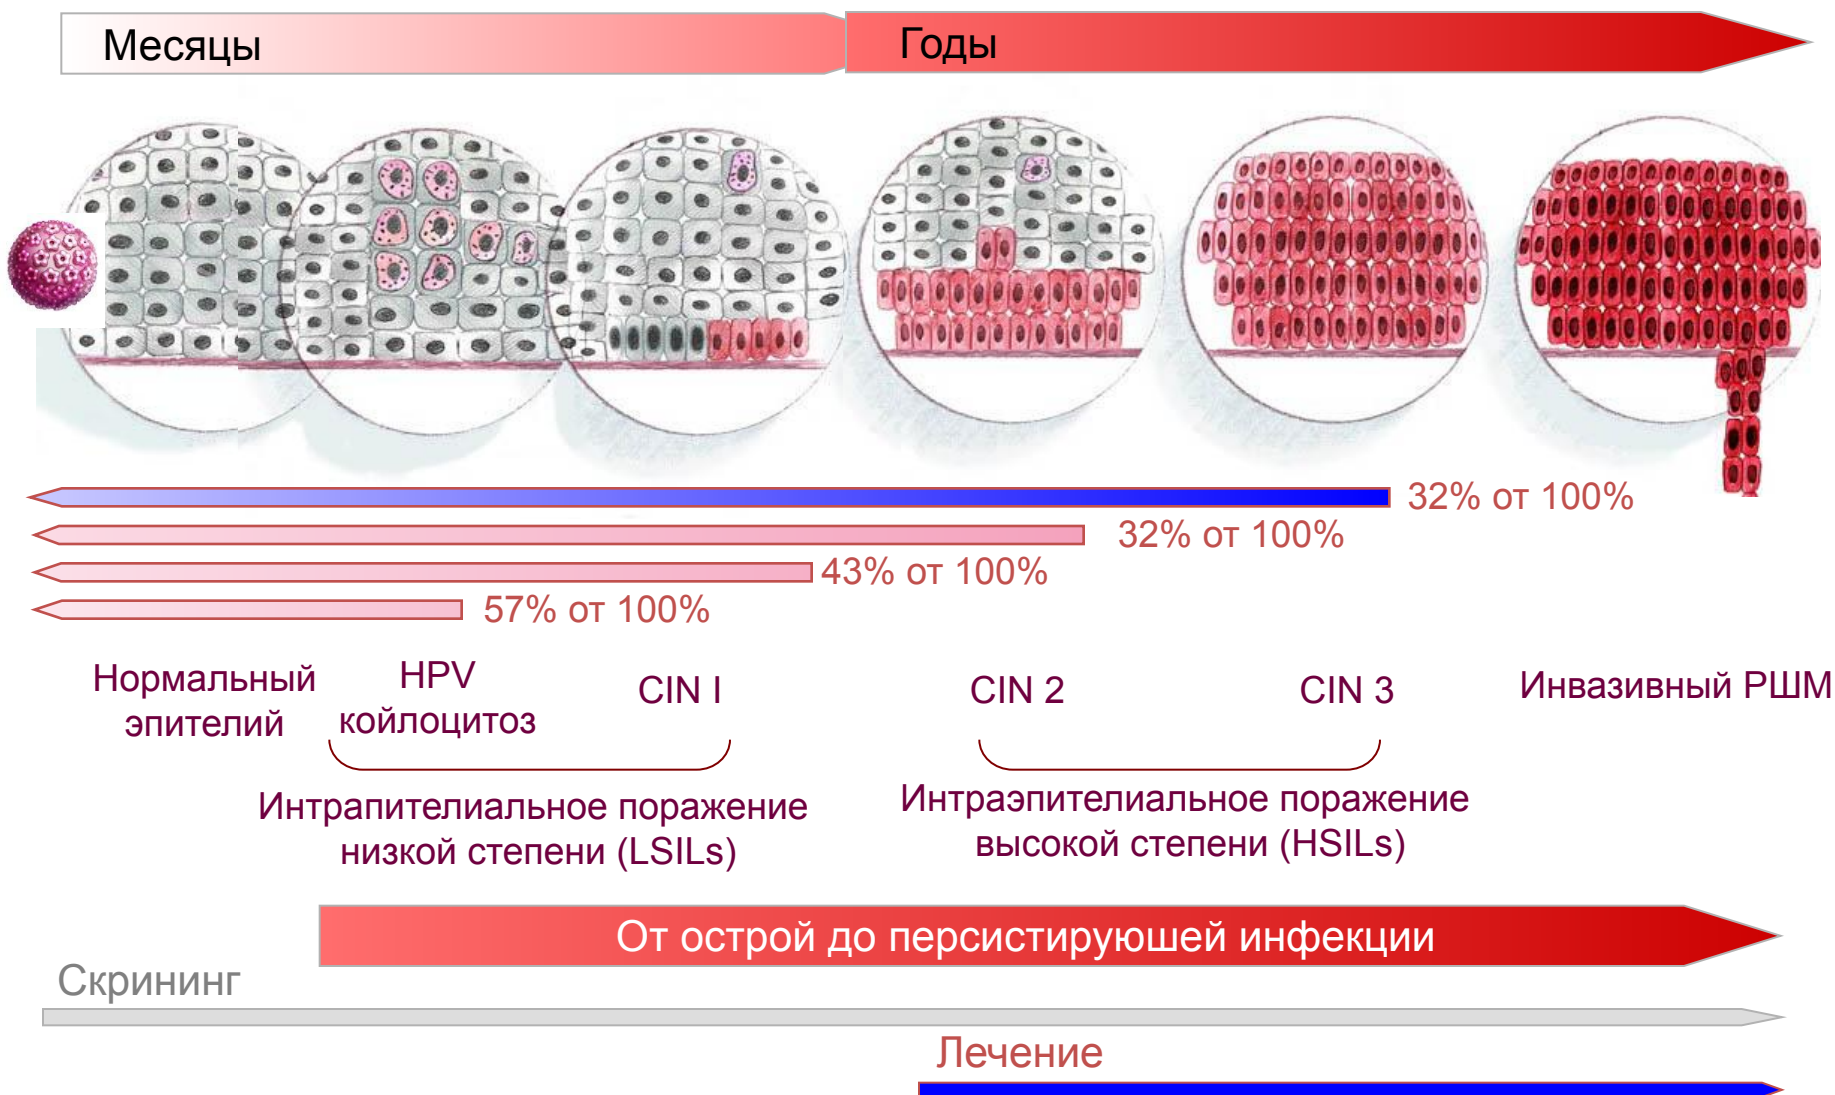 Месяцы
Годы
32% от 100%
32% от 100%
43% от 100%
57% от 100%
Нормальный
эпителий
HPV
койлоцитоз
CIN I
CIN 2
CIN 3
Инвазивный РШМ
Интрапителиальное поражение
низкой степени (LSILs)
Интраэпителиальное поражение
высокой степени (HSILs)
От острой до персистируюшей инфекции
Скрининг
Лечение